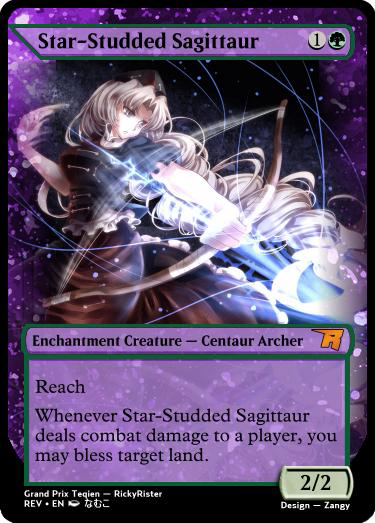 Star-Studded Sagittaur 1
Enchantment Creature — Centaur Archer
Reach
Whenever Star-Studded Sagittaur
deals combat damage to a player, you
may bless target land.
2/2
Grand Prix Teqien — RickyRister
REV • EN なむこ
Design — Zangy